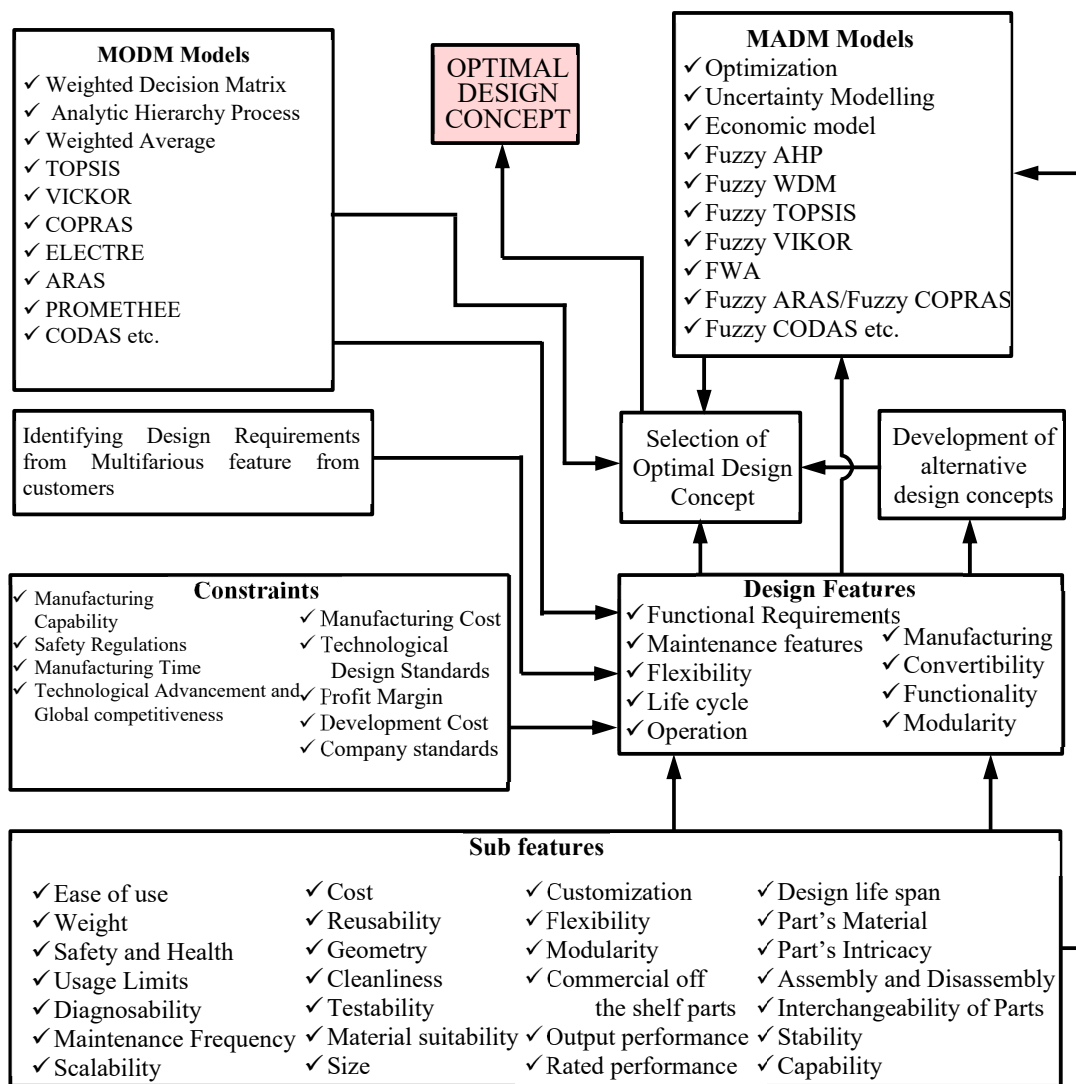 MODM Models
✓ Weighted Decision Matrix
✓ Analytic Hierarchy Process
✓ Weighted Average
✓ TOPSIS
✓ VICKOR
✓ COPRAS
✓ ELECTRE
✓ ARAS
✓ PROMETHEE
✓ CODAS etc.
OPTIMAL
DESIGN
CONCEPT
MADM Models
✓ Optimization
✓ Uncertainty Modelling
✓ Economic model
✓ Fuzzy AHP
✓ Fuzzy WDM
✓ Fuzzy TOPSIS
✓ Fuzzy VIKOR
✓ FWA
✓ Fuzzy ARAS/Fuzzy COPRAS
✓ Fuzzy CODAS etc.
Identifying Design Requirements
from Multifarious feature from
customers
Selection of
Optimal Design
Concept
Development of
alternative
design concepts
Constraints
✓ Manufacturing
Capability
✓ Safety Regulations
✓ Manufacturing Time
✓ Technological Advancement and
Global competitiveness
✓ Manufacturing Cost
✓ Technological
Design Standards
✓ Profit Margin
✓ Development Cost
✓ Company standards
Design Features
✓ Functional Requirements
✓ Maintenance features
✓ Flexibility
✓ Life cycle
✓ Operation
✓ Manufacturing
✓ Convertibility
✓ Functionality
✓ Modularity
Sub features
✓ Ease of use
✓ Weight
✓ Safety and Health
✓ Usage Limits
✓ Diagnosability
✓ Maintenance Frequency
✓ Scalability
✓ Cost
✓ Reusability
✓ Geometry
✓ Cleanliness
✓ Testability
✓ Material suitability
✓ Size
✓ Customization
✓ Flexibility
✓ Modularity
✓ Commercial off
the shelf parts
✓ Output performance
✓ Rated performance
✓ Design life span
✓ Part's Material
✓ Part's Intricacy
✓ Assembly and Disassembly
✓ Interchangeability of Parts
✓ Stability
✓ Capability